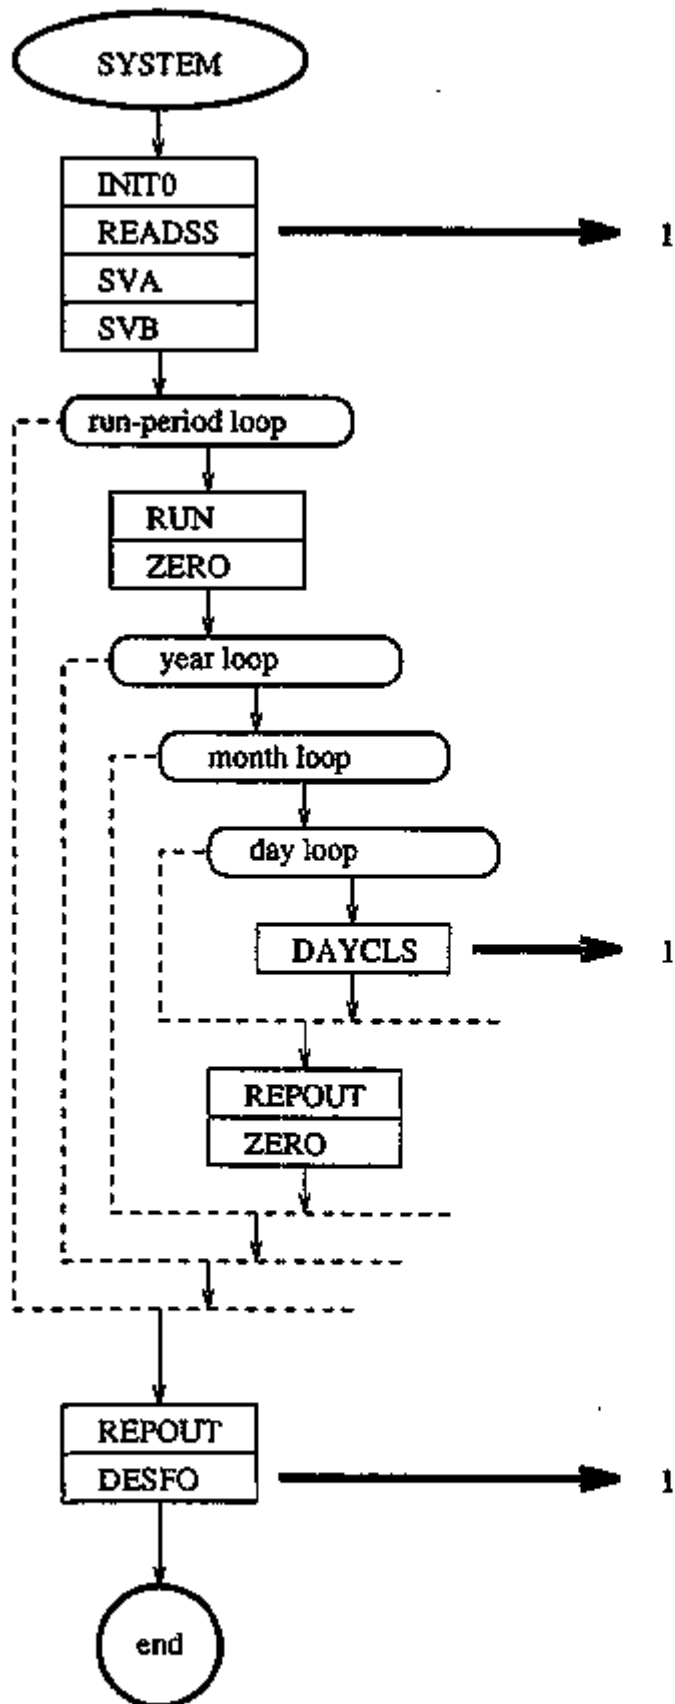 SYSTEM
INIT0
READSS 1
SVA
SVB
run-period loop
RUN
ZERO
year loop
month loop
day loop
DAYCLS 1
REPOUT
ZERO
REPOUT
DESFO 1
end